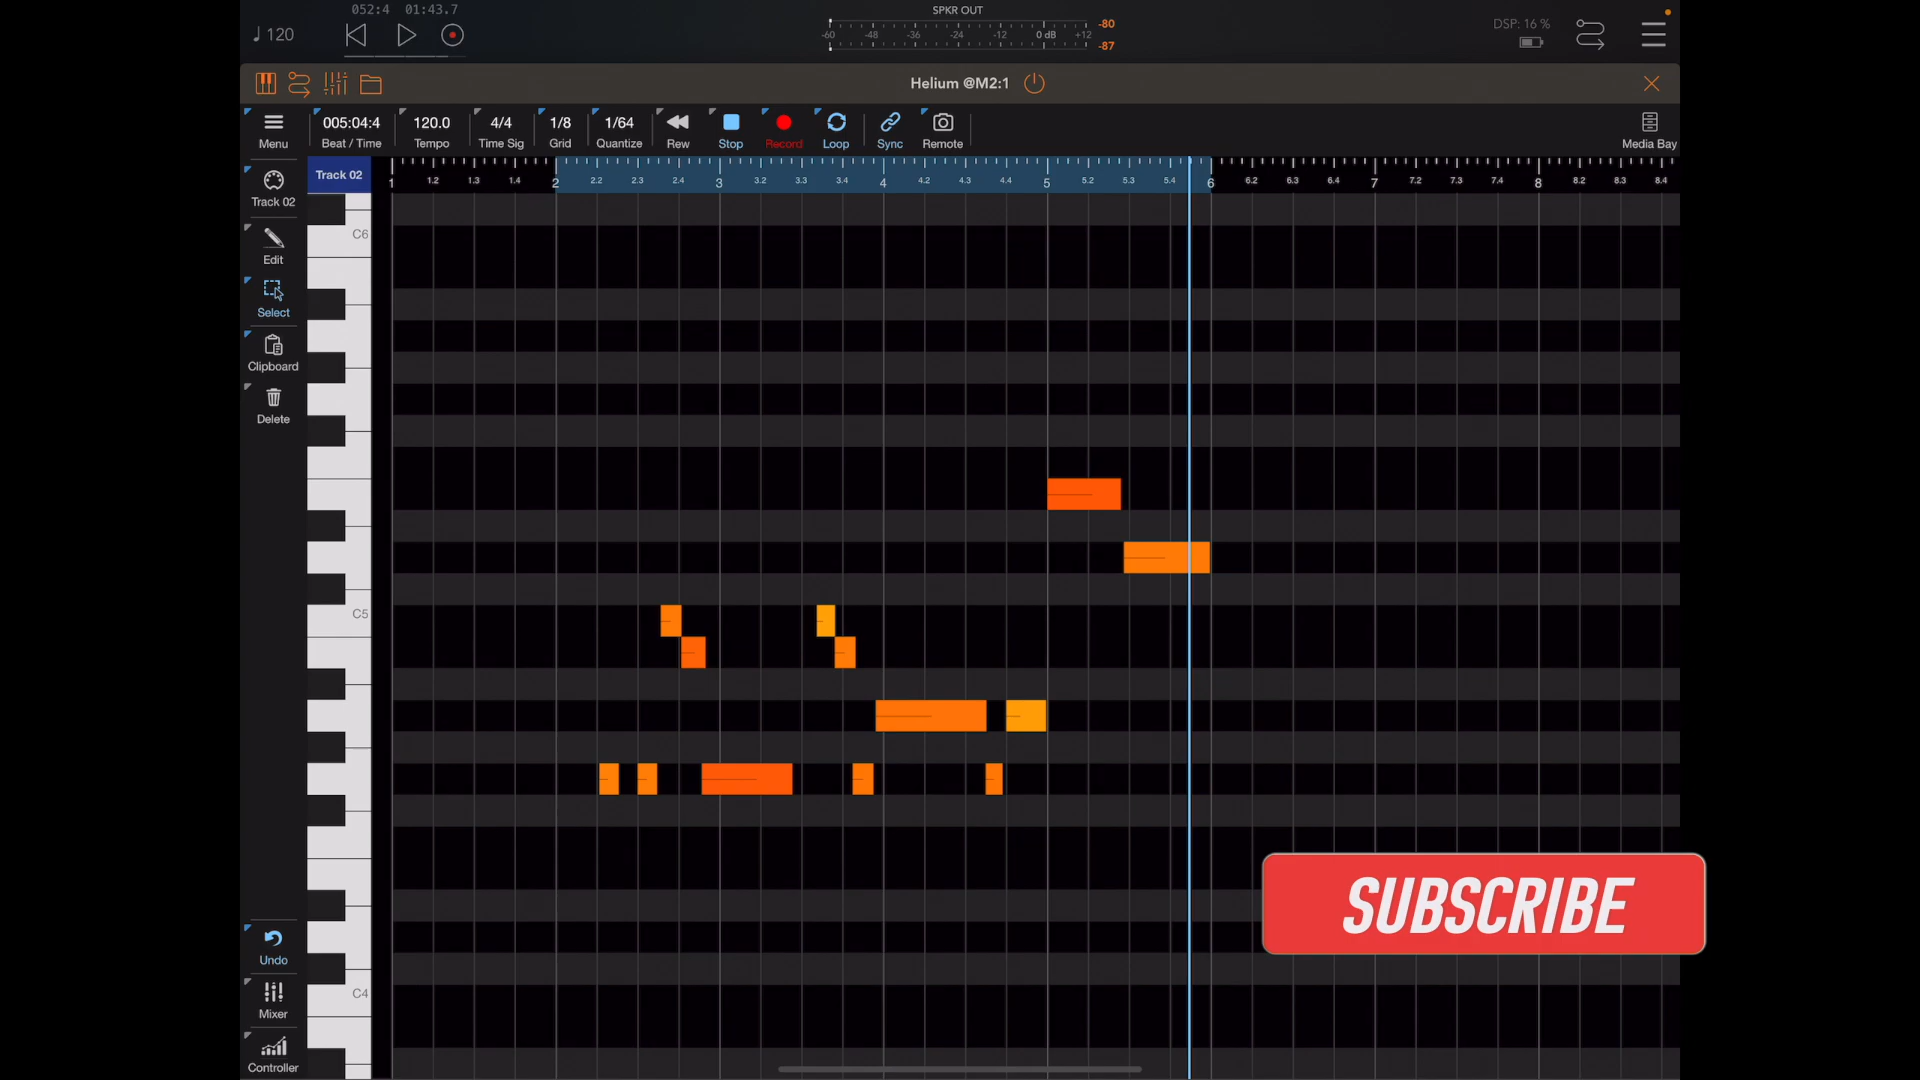 052:4 01:43.7
SPKR OUT
120
-60 -48 -36 -24 -12 0 dB +12
-80
-87
DSP: 16 %
Helium @M2:1
005:04:4 120.0 4/4 1/8 1/64
Menu Beat / Time Tempo Time Sig Grid Quantize Rew Stop Record Loop Sync Remote Media Bay
Track 02
1 1.2 1.3 1.4 2 2.2 2.3 2.4 3 3.2 3.3 3.4 4 4.2 4.3 4.4 5 5.2 5.3 5.4 6 6.2 6.3 6.4 7 7.2 7.3 7.4 8 8.2 8.3 8.4
Track 02
C6
Edit
Select
Clipboard
Delete
C5
SUBSCRIBE
Undo
C4
Mixer
Controller